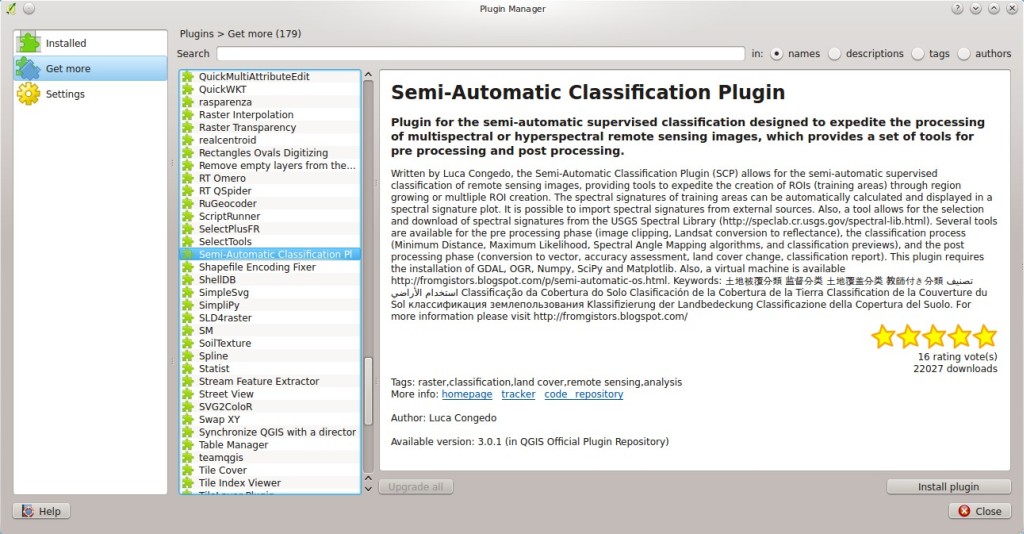 Plugin Manager
Installed
Get more
Settings
Plugins > Get more (179)
Search
in:
names
descriptions
tags
authors
QuickMultiAttributeEdit
QuickWKT
rasparenza
Raster Interpolation
Raster Transparency
realcentroid
Rectangles Ovals Digitizing
Remove empty layers from the...
RT Omero
RT QSpider
RuGeocoder
ScriptRunner
SelectPlusFR
SelectTools
Semi-Automatic Classification Pl
Shapefile Encoding Fixer
ShellDB
SimpleSvg
SimpliPy
SLD4raster
SM
SoilTexture
Spline
Statist
Stream Feature Extractor
Street View
SVG2ColoR
Swap XY
Synchronize QGIS with a director
Table Manager
teamqgis
Tile Cover
Tile Index Viewer
Semi-Automatic Classification Plugin
Plugin for the semi-automatic supervised classification designed to expedite the processing
of multispectral or hyperspectral remote sensing images, which provides a set of tools for
pre processing and post processing.
Written by Luca Congedo, the Semi-Automatic Classification Plugin (SCP) allows for the semi-automatic supervised
classification of remote sensing images, providing tools to expedite the creation of ROIs (training areas) through region
growing or multiple ROI creation. The spectral signatures of training areas can be automatically calculated and displayed in a
spectral signature plot. It is possible to import spectral signatures from external sources. Also, a tool allows for the selection
and download of spectral signatures from the USGS Spectral Library (http://speclab.cr.usgs.gov/spectral-lib.html). Several tools
are available for the pre processing phase (image clipping, Landsat conversion to reflectance), the classification process
(Minimum Distance, Maximum Likelihood, Spectral Angle Mapping algorithms, and classification previews), and the post
processing phase (conversion to vector, accuracy assessment, land cover change, classification report). This plugin requires
the installation of GDAL, OGR, Numpy, SciPy and Matplotlib. Also, a virtual machine is available
http://fromgistors.blogspot.com/p/semi-automatic-os.html. Keywords: 土地被覆分類 监督分类 土地覆盖分类 教師付き分類 تصنيف
استخدام الأراضي Classificação da Cobertura do Solo Clasificación de la Cobertura de la Tierra Classification de la Couverture du
Sol классификация землепользования Klassifizierung der Landbedeckung Classificazione della Copertura del Suolo. For
more information please visit http://fromgistors.blogspot.com/
16 rating vote(s)
22027 downloads
Tags: raster,classification,land cover,remote sensing,analysis
More info: homepage tracker code_repository
Author: Luca Congedo
Available version: 3.0.1 (in QGIS Official Plugin Repository)
Upgrade all
Install plugin
Help
Close